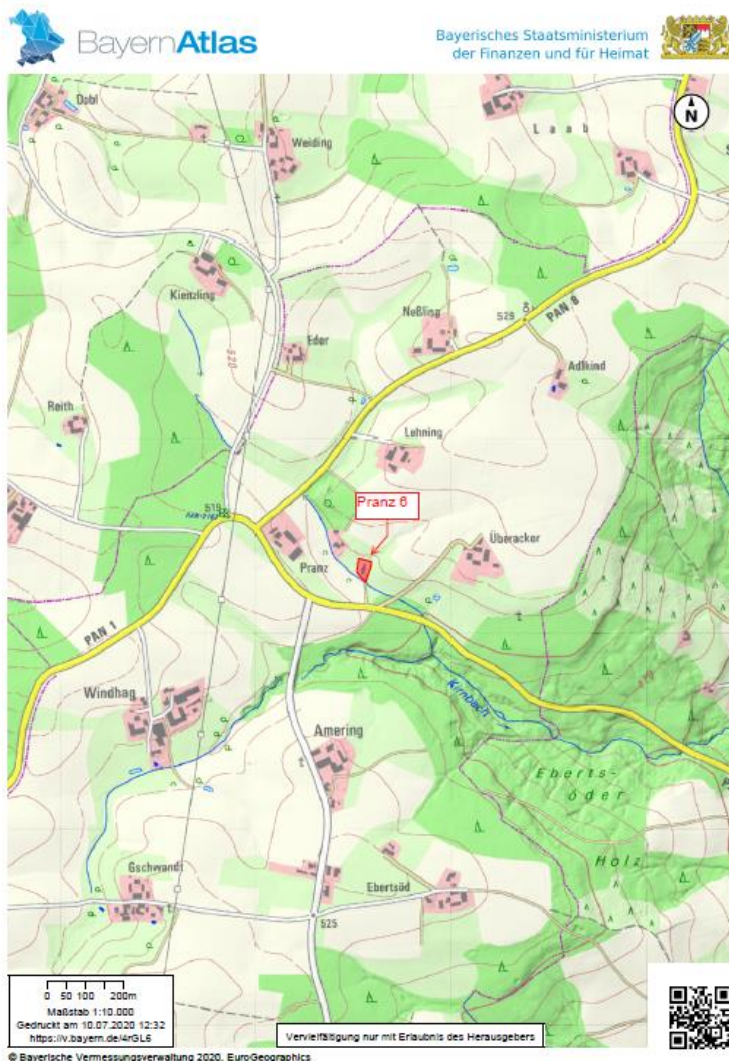 BayernAtlas
Bayerisches Staatsministerium
der Finanzen und für Heimat
N
Dobl
Weiding
L a a b
Kienzling
Neßling
529
PAN 8
Eder
520
Adlkind
Reith
Lehning
Pranz 6
519
Überacker
Pranz
PAN 1
Windhag
Kirnbach
Amering
Eberts-
öder
Holz
Gschwandt
Ebertsöd
525
0 50 100 200m
Maßstab 1:10.000
Gedruckt am 10.07.2020 12:32
https://v.bayern.de/4rGL6
Vervielfältigung nur mit Erlaubnis des Herausgebers
© Bayerische Vermessungsverwaltung 2020, EuroGeographics